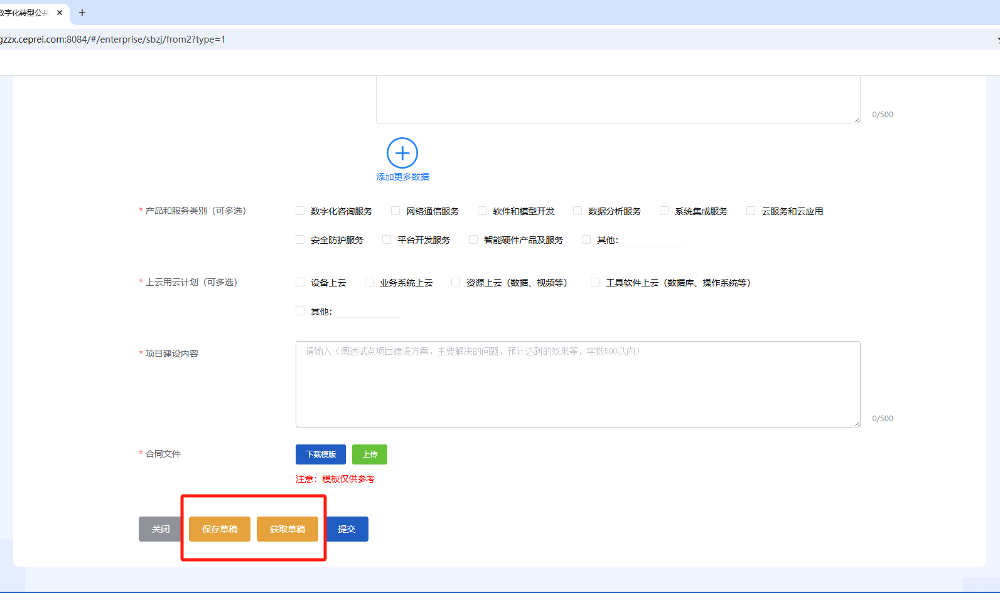 数字化转型公共
gzzx.ceprei.com:8084/#/enterprise/sbzj/from2?type=1
0/500
添加更多数据
* 产品和服务类别（可多选） 数字化咨询服务 网络通信服务 软件和模型开发 数据分析服务 系统集成服务 云服务和云应用
安全防护服务 平台开发服务 智能硬件产品及服务 其他：
* 上云用云计划（可多选） 设备上云 业务系统上云 资源上云（数据、视频等） 工具软件上云（数据库、操作系统等）
其他：
* 项目建设内容 请输入（阐述试点项目建设方案，主要解决的问题，预计达到的效果等，字数500以内）
0/500
* 合同文件 下载模版 上传
注意：模板仅供参考
关闭 保存草稿 获取草稿 提交